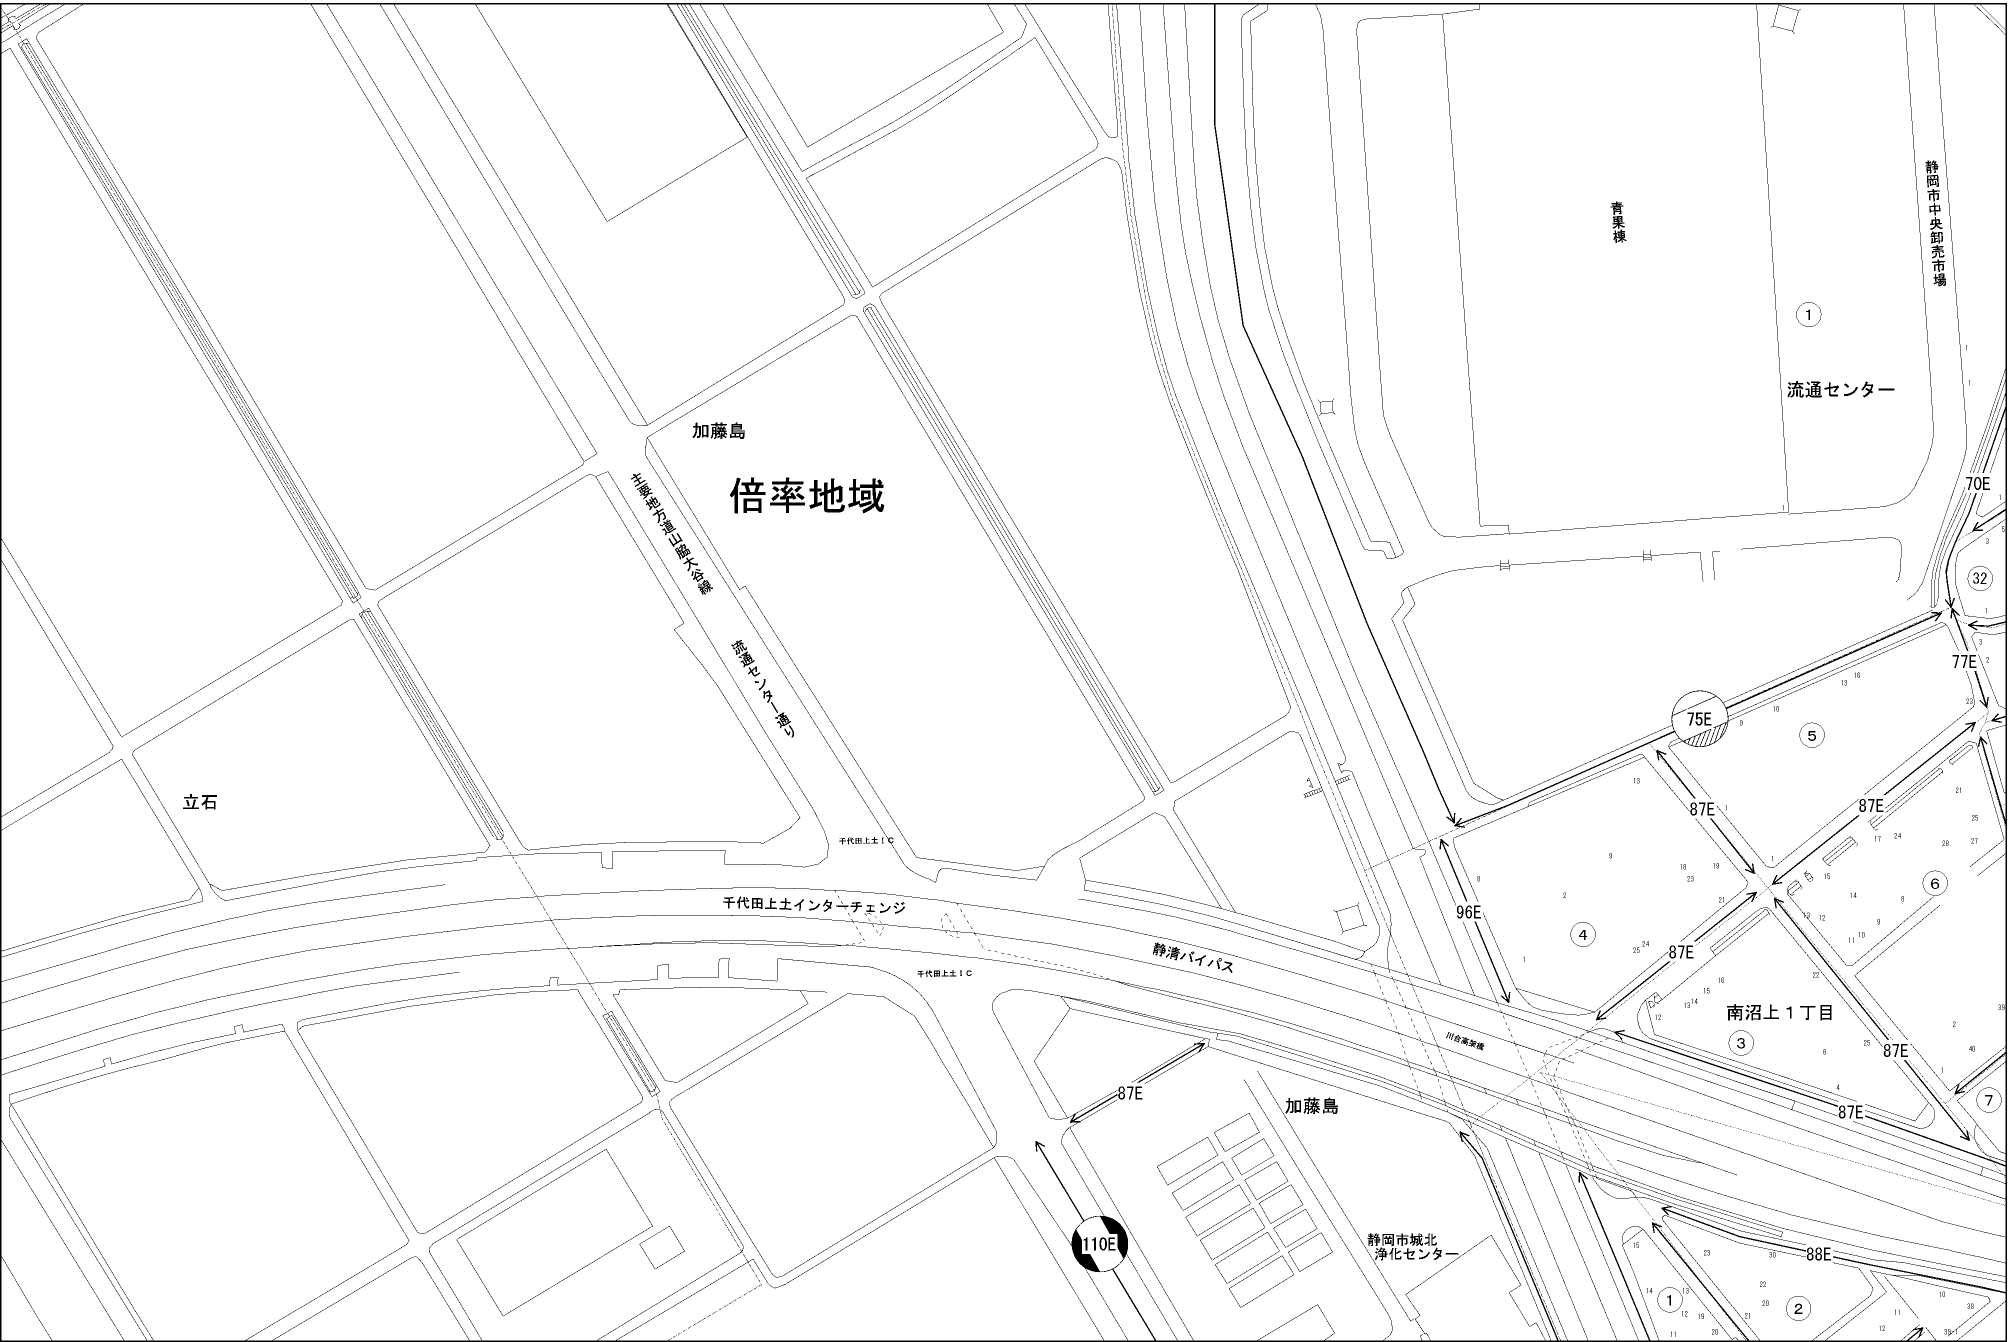 静岡市中央卸売市場
青果棟
①
流通センター
加藤島
倍率地域
主要地方道山脇大谷線
流通センター通り
70E
32
77E
75E
⑤
立石
87E
87E
千代田上土IC
⑥
96E
④
87E
千代田上土インターチェンジ
静清バイパス
千代田上土IC
南沼上1丁目
③
川合高架橋
87E
87E
加藤島
87E
⑦
110E
静岡市城北
浄化センター
88E
①
②